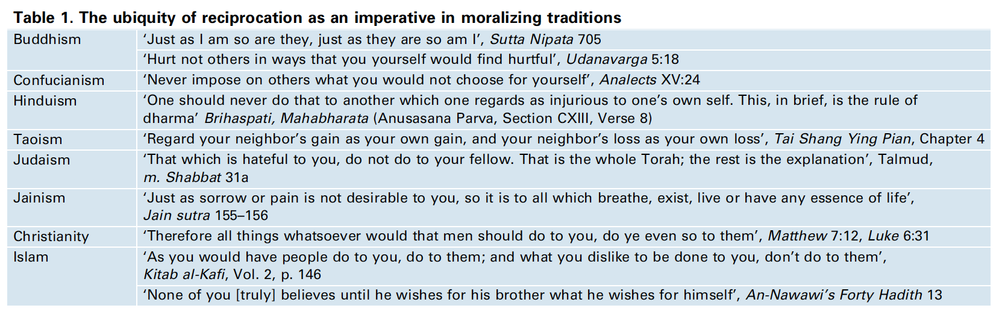 Table 1. The ubiquity of reciprocation as an imperative in moralizing traditions
Buddhism
‘Just as I am so are they, just as they are so am I’, Sutta Nipata 705
‘Hurt not others in ways that you yourself would find hurtful’, Udanavarga 5:18
Confucianism
‘Never impose on others what you would not choose for yourself’, Analects XV:24
Hinduism
‘One should never do that to another which one regards as injurious to one’s own self. This, in brief, is the rule of
dharma’ Brihaspati, Mahabharata (Anusasana Parva, Section CXIII, Verse 8)
Taoism
‘Regard your neighbor’s gain as your own gain, and your neighbor’s loss as your own loss’, Tai Shang Ying Pian, Chapter 4
Judaism
‘That which is hateful to you, do not do to your fellow. That is the whole Torah; the rest is the explanation’, Talmud,
m. Shabbat 31a
Jainism
‘Just as sorrow or pain is not desirable to you, so it is to all which breathe, exist, live or have any essence of life’,
Jain sutra 155–156
Christianity
‘Therefore all things whatsoever would that men should do to you, do ye even so to them’, Matthew 7:12, Luke 6:31
Islam
‘As you would have people do to you, do to them; and what you dislike to be done to you, don’t do to them’,
Kitab al-Kafi, Vol. 2, p. 146
‘None of you [truly] believes until he wishes for his brother what he wishes for himself’, An-Nawawi’s Forty Hadith 13